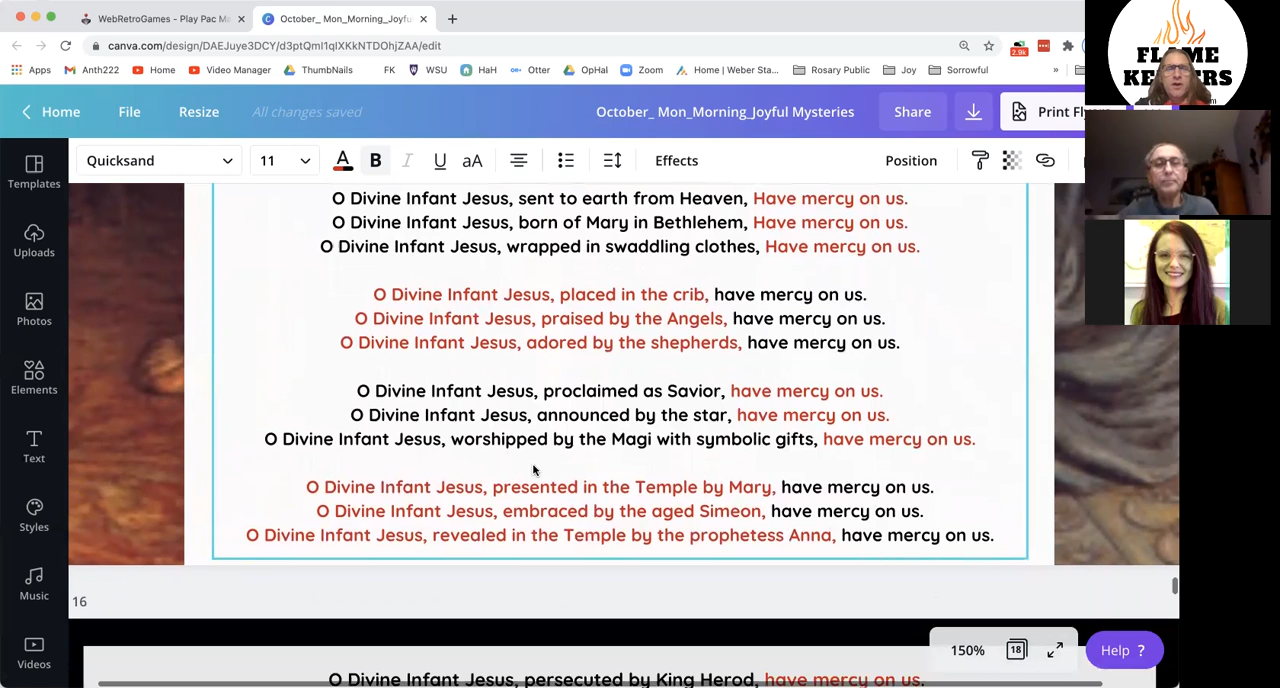 WebRetroGames - Play Pac Ma
October_ Mon_Morning_Joyfu
canva.com/design/DAEJuye3DCY/d3ptQml1qIXKkNTDOhjZAA/edit
2.9k
Apps
Anth222
Home
Video Manager
ThumbNails
FK
WSU
HaH
Otter
OpHal
Zoom
Home | Weber Sta...
Rosary Public
Joy
Sorrowful
»
FLAME
KEEPERS
Home
File
Resize
All changes saved
October_ Mon_Morning_Joyful Mysteries
Share
Print Fly
Quicksand
11
A
B
I
U
aA
Effects
Position
Templates
Uploads
Photos
Elements
Text
Styles
Music
Videos
O Divine Infant Jesus, sent to earth from Heaven, Have mercy on us.
O Divine Infant Jesus, born of Mary in Bethlehem, Have mercy on us.
O Divine Infant Jesus, wrapped in swaddling clothes, Have mercy on us.
O Divine Infant Jesus, placed in the crib, have mercy on us.
O Divine Infant Jesus, praised by the Angels, have mercy on us.
O Divine Infant Jesus, adored by the shepherds, have mercy on us.
O Divine Infant Jesus, proclaimed as Savior, have mercy on us.
O Divine Infant Jesus, announced by the star, have mercy on us.
O Divine Infant Jesus, worshipped by the Magi with symbolic gifts, have mercy on us.
O Divine Infant Jesus, presented in the Temple by Mary, have mercy on us.
O Divine Infant Jesus, embraced by the aged Simeon, have mercy on us.
O Divine Infant Jesus, revealed in the Temple by the prophetess Anna, have mercy on us.
16
O Divine Infant Jesus, persecuted by King Herod, have mercy on us.
150%
18
Help ?